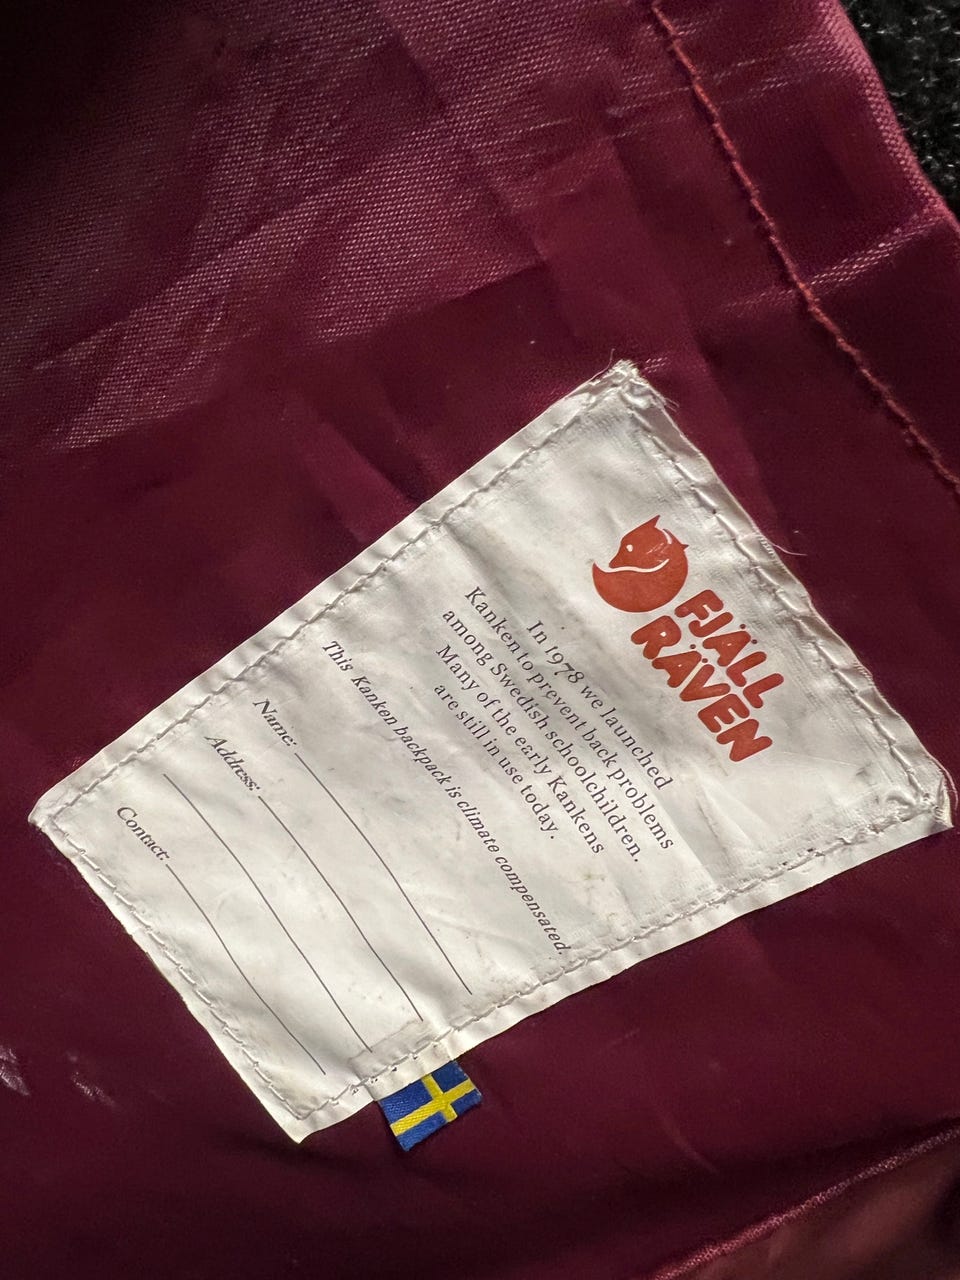 FJÄLL
RÄVEN
In 1978 we launched
Kanken to prevent back problems
among Swedish schoolchildren.
Many of the early Kankens
are still in use today.
This Kanken backpack is climate compensated.
Name:
Address:
Contact: